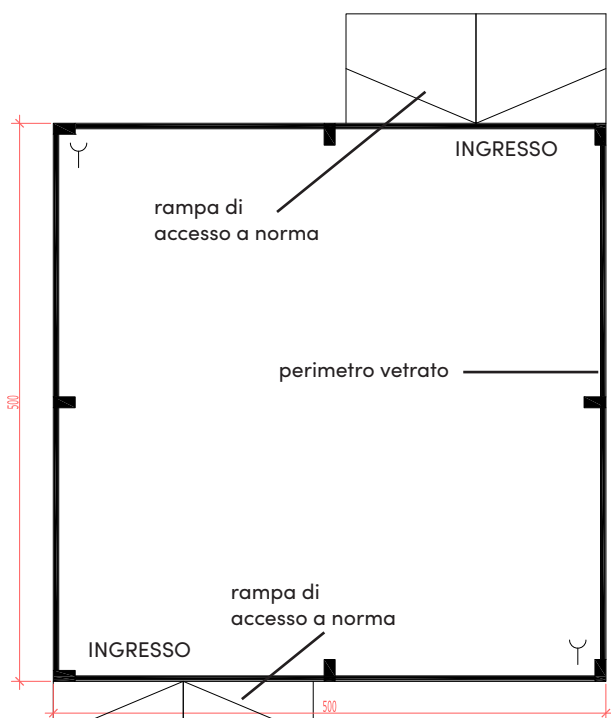 INGRESSO
rampa di
accesso a norma
perimetro vetrato
500
rampa di
accesso a norma
INGRESSO
500